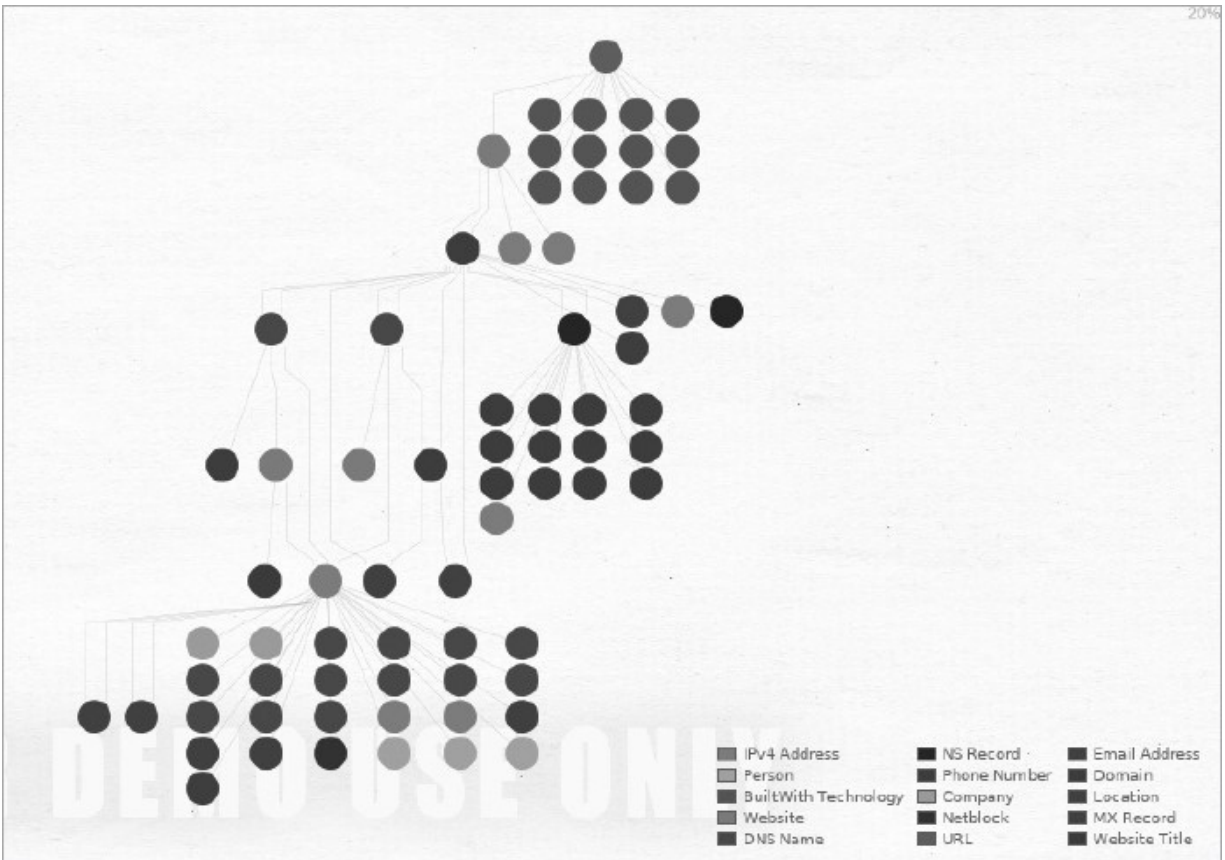 20%
DEMO USE ONLY
IPv4 Address
Person
BuiltWith Technology
Website
DNS Name
NS Record
Phone Number
Company
Netblock
URL
Email Address
Domain
Location
MX Record
Website Title